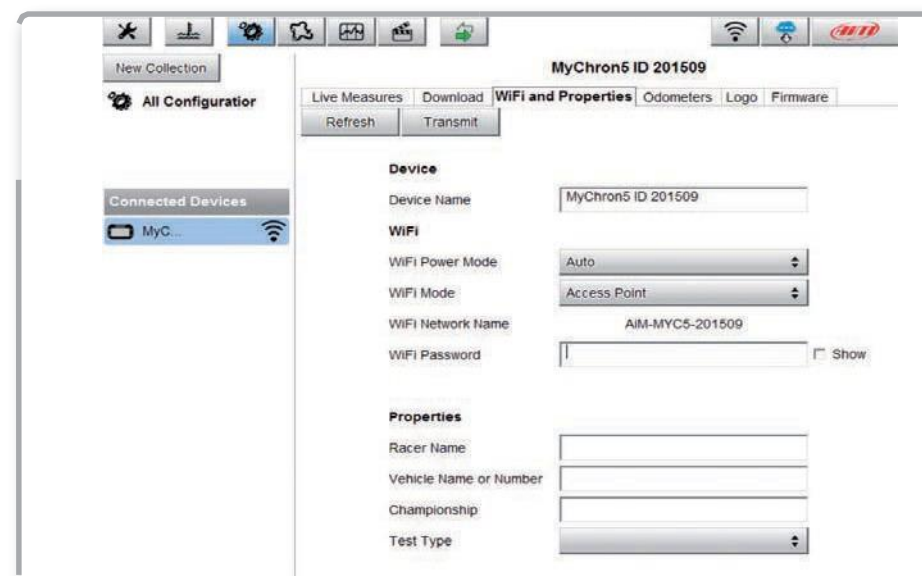 AiM
New Collection
MyChron5 ID 201509
All Configuratior
Live Measures Download WiFi and Properties Odometers Logo Firmware
Refresh Transmit
Device
Connected Devices
Device Name MyChron5 ID 201509
MyC...
WiFi
WiFi Power Mode Auto
WiFi Mode Access Point
WiFi Network Name AiM-MYC5-201509
WiFi Password Show
Properties
Racer Name
Vehicle Name or Number
Championship
Test Type